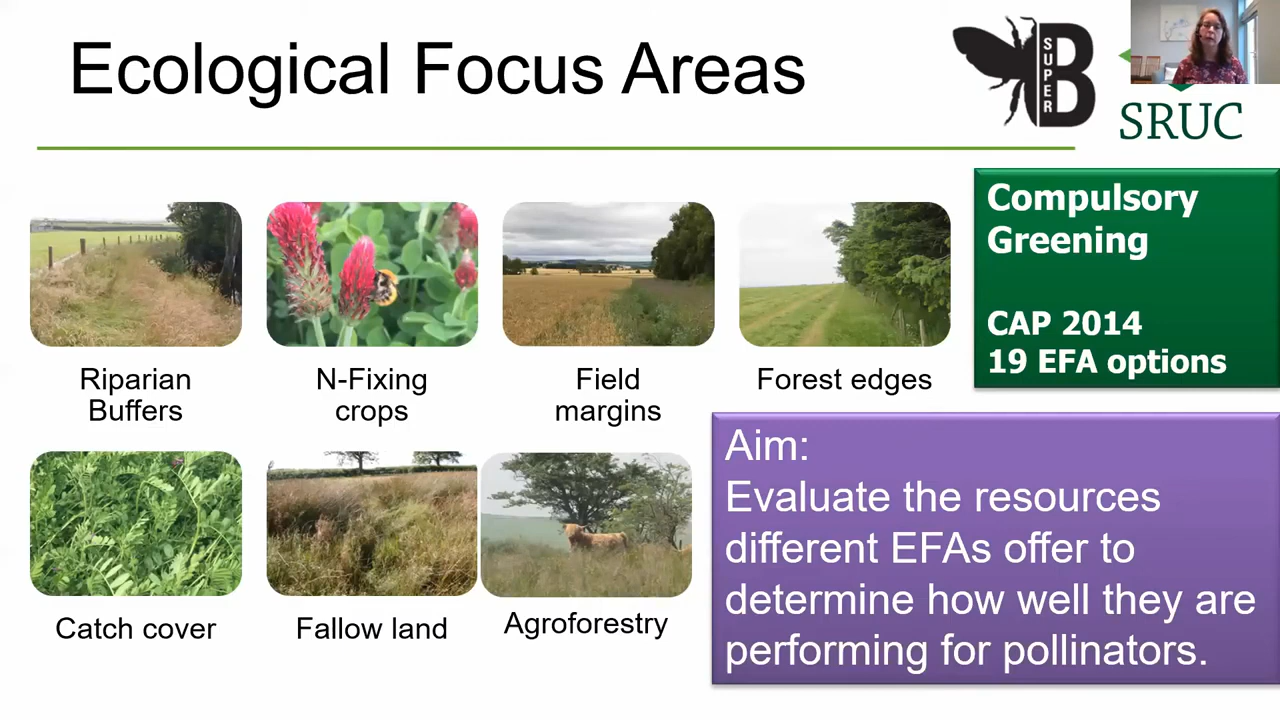 Ecological Focus Areas
SUPER B
SRUC
Compulsory
Greening
CAP 2014
19 EFA options
Riparian
Buffers
N-Fixing
crops
Field
margins
Forest edges
Catch cover
Fallow land
Agroforestry
Aim:
Evaluate the resources
different EFAs offer to
determine how well they are
performing for pollinators.